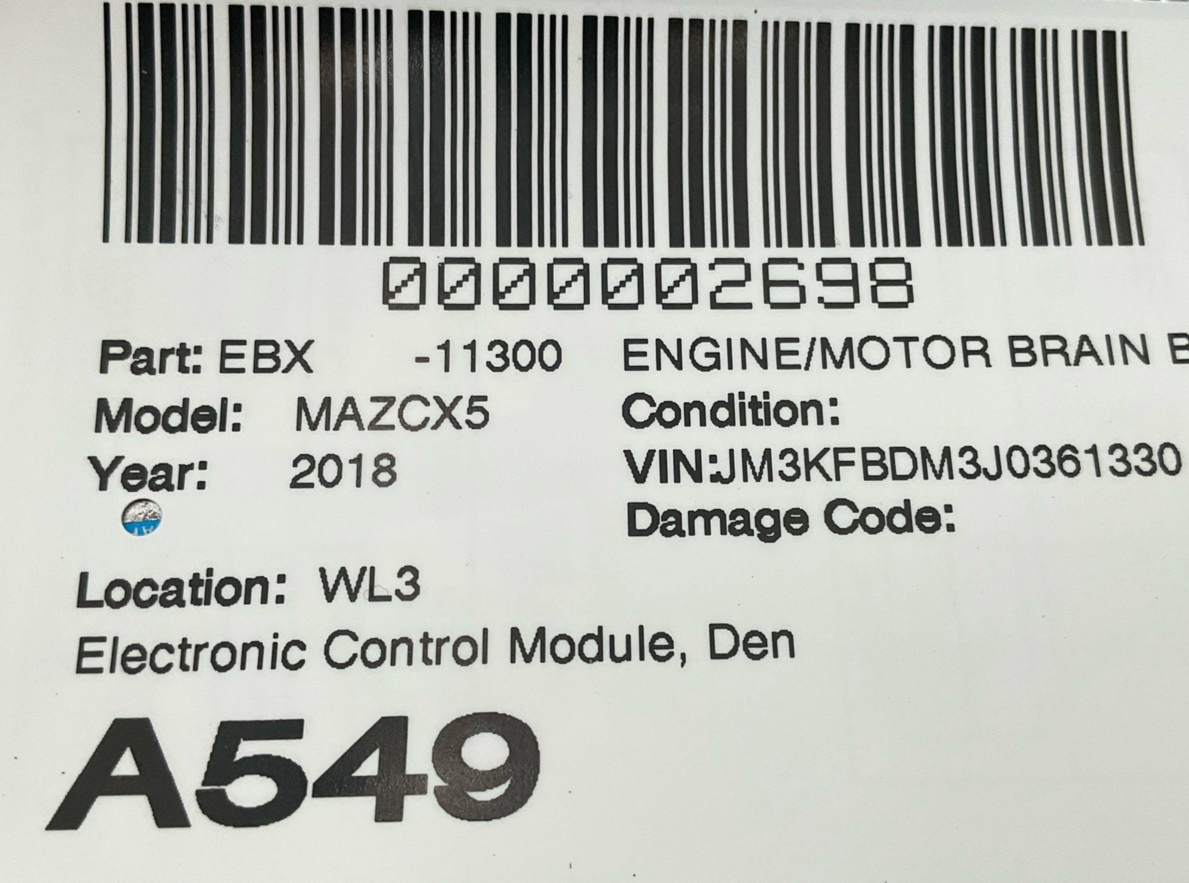 0000002698
Part: EBX -11300 ENGINE/MOTOR BRAIN B
Model: MAZCX5 Condition:
Year: 2018 VIN:JM3KFBDM3J0361330
Damage Code:
Location: WL3
Electronic Control Module, Den
A549